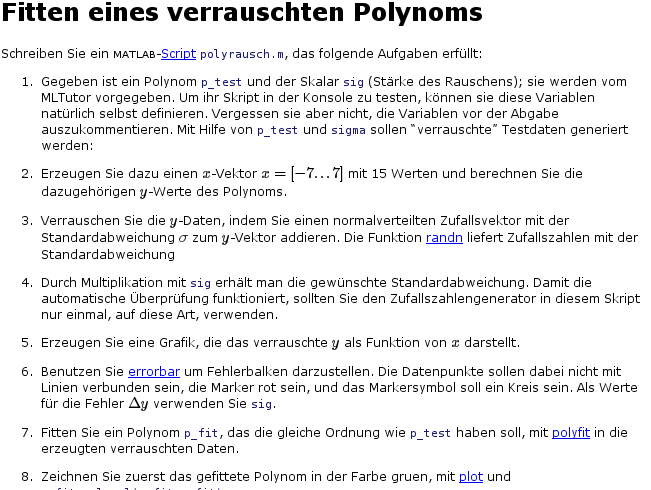 Fitten eines verrauschten Polynoms
Schreiben Sie ein MATLAB-Script polyrausch.m, das folgende Aufgaben erfüllt:
1. Gegeben ist ein Polynom p_test und der Skalar sig (Stärke des Rauschens); sie werden vom
MLTutor vorgegeben. Um ihr Skript in der Konsole zu testen, können sie diese Variablen
natürlich selbst definieren. Vergessen sie aber nicht, die Variablen vor der Abgabe
auszukommentieren. Mit Hilfe von p_test und sigma sollen "verrauschte" Testdaten generiert
werden:
2. Erzeugen Sie dazu einen x-Vektor x = [−7...7] mit 15 Werten und berechnen Sie die
dazugehörigen y-Werte des Polynoms.
3. Verrauschen Sie die y-Daten, indem Sie einen normalverteilten Zufallsvektor mit der
Standardabweichung σ zum y-Vektor addieren. Die Funktion randn liefert Zufallszahlen mit der
Standardabweichung
4. Durch Multiplikation mit sig erhält man die gewünschte Standardabweichung. Damit die
automatische Überprüfung funktioniert, sollten Sie den Zufallszahlengenerator in diesem Skript
nur einmal, auf diese Art, verwenden.
5. Erzeugen Sie eine Grafik, die das verrauschte y als Funktion von x darstellt.
6. Benutzen Sie errorbar um Fehlerbalken darzustellen. Die Datenpunkte sollen dabei nicht mit
Linien verbunden sein, die Marker rot sein, und das Markersymbol soll ein Kreis sein. Als Werte
für die Fehler Δy verwenden Sie sig.
7. Fitten Sie ein Polynom p_fit, das die gleiche Ordnung wie p_test haben soll, mit polyfit in die
erzeugten verrauschten Daten.
8. Zeichnen Sie zuerst das gefittete Polynom in der Farbe gruen, mit plot und